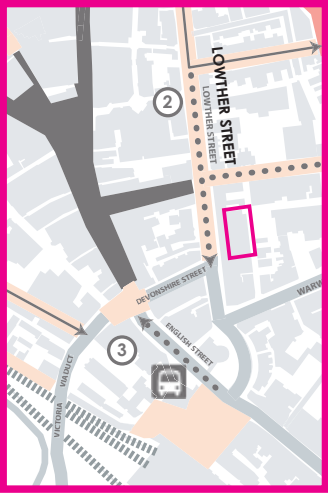 LOWTHER STREET
LOWTHER STREET
2
DEVONSHIRE STREET
WARW
ENGLISH STREET
3
VICTORIA VIADUCT